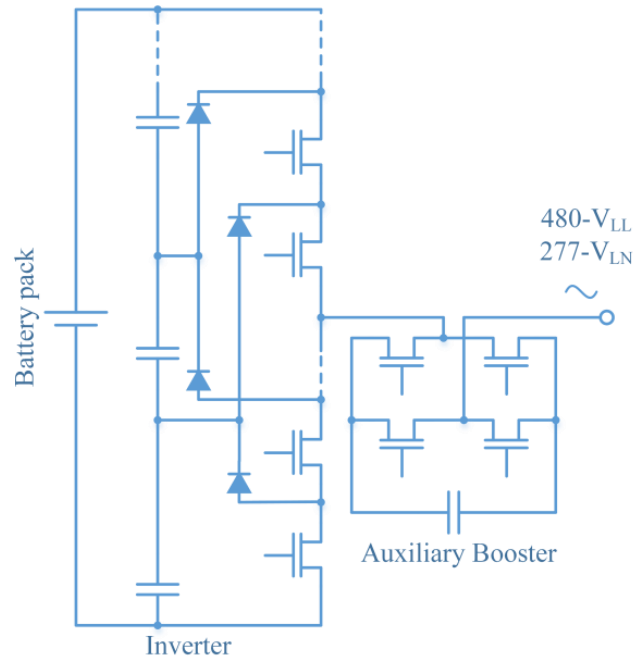 480-VLL
277-VLN
Battery pack
Auxiliary Booster
Inverter